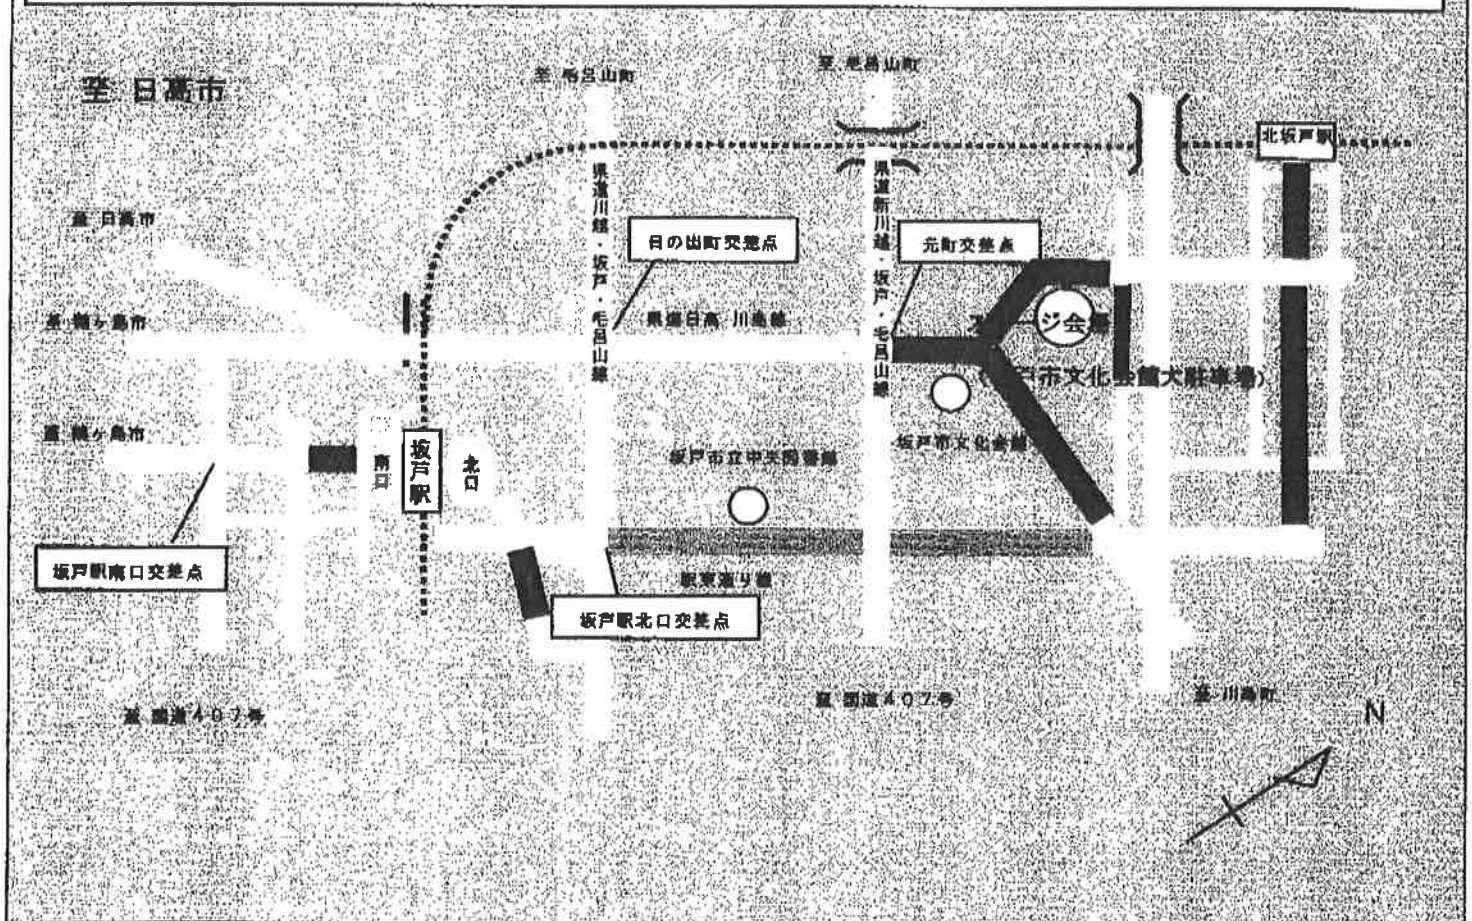 至 日高市
至 毛呂山町
至 毛呂山町
北坂戸駅
至 日高市
県道川越・坂戸・毛呂山線
県道新川越・坂戸・毛呂山線
日の出町交差点
元町交差点
至 鶴ヶ島市
県道日高 川島線
ジ会場
市文化会館大駐車場)
至 鶴ヶ島市
南口
坂戸駅
北口
坂戸市立中央図書館
坂戸市文化会館
坂戸駅南口交差点
駅東通り線
坂戸駅北口交差点
至 国道407号
至 国道407号
至 川島町
N